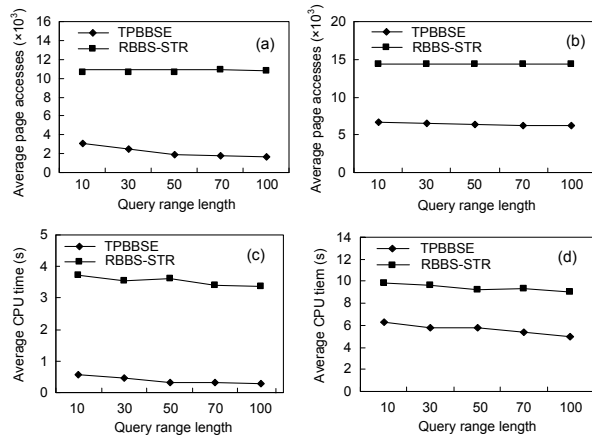 Average page accesses (×10³)
16
14
12
10
8
6
4
2
0
TPBBSE
RBBS-STR
(a)
10 30 50 70 100
Query range length
Average page accesses (×10³)
20
15
10
5
0
TPBBSE
RBBS-STR
(b)
10 30 50 70 100
Query range length
Average CPU time (s)
5
4
3
2
1
0
TPBBSE
RBBS-STR
(c)
10 30 50 70 100
Query range length
Average CPU tiem (s)
14
12
10
8
6
4
2
0
TPBBSE
RBBS-STR
(d)
10 30 50 70 100
Query range length